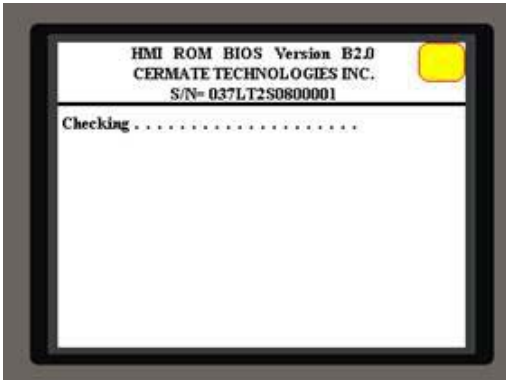 HMI ROM BIOS Version B2.0
CERMATE TECHNOLOGIES INC.
S/N= 037LT2S0800001
Checking . . . . . . . . . . . . . . . . . . . .